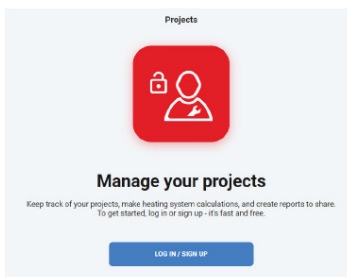 Projects
Manage your projects
Keep track of your projects, make heating system calculations, and create reports to share.
To get started, log in or sign up - it's fast and free.
LOG IN / SIGN UP